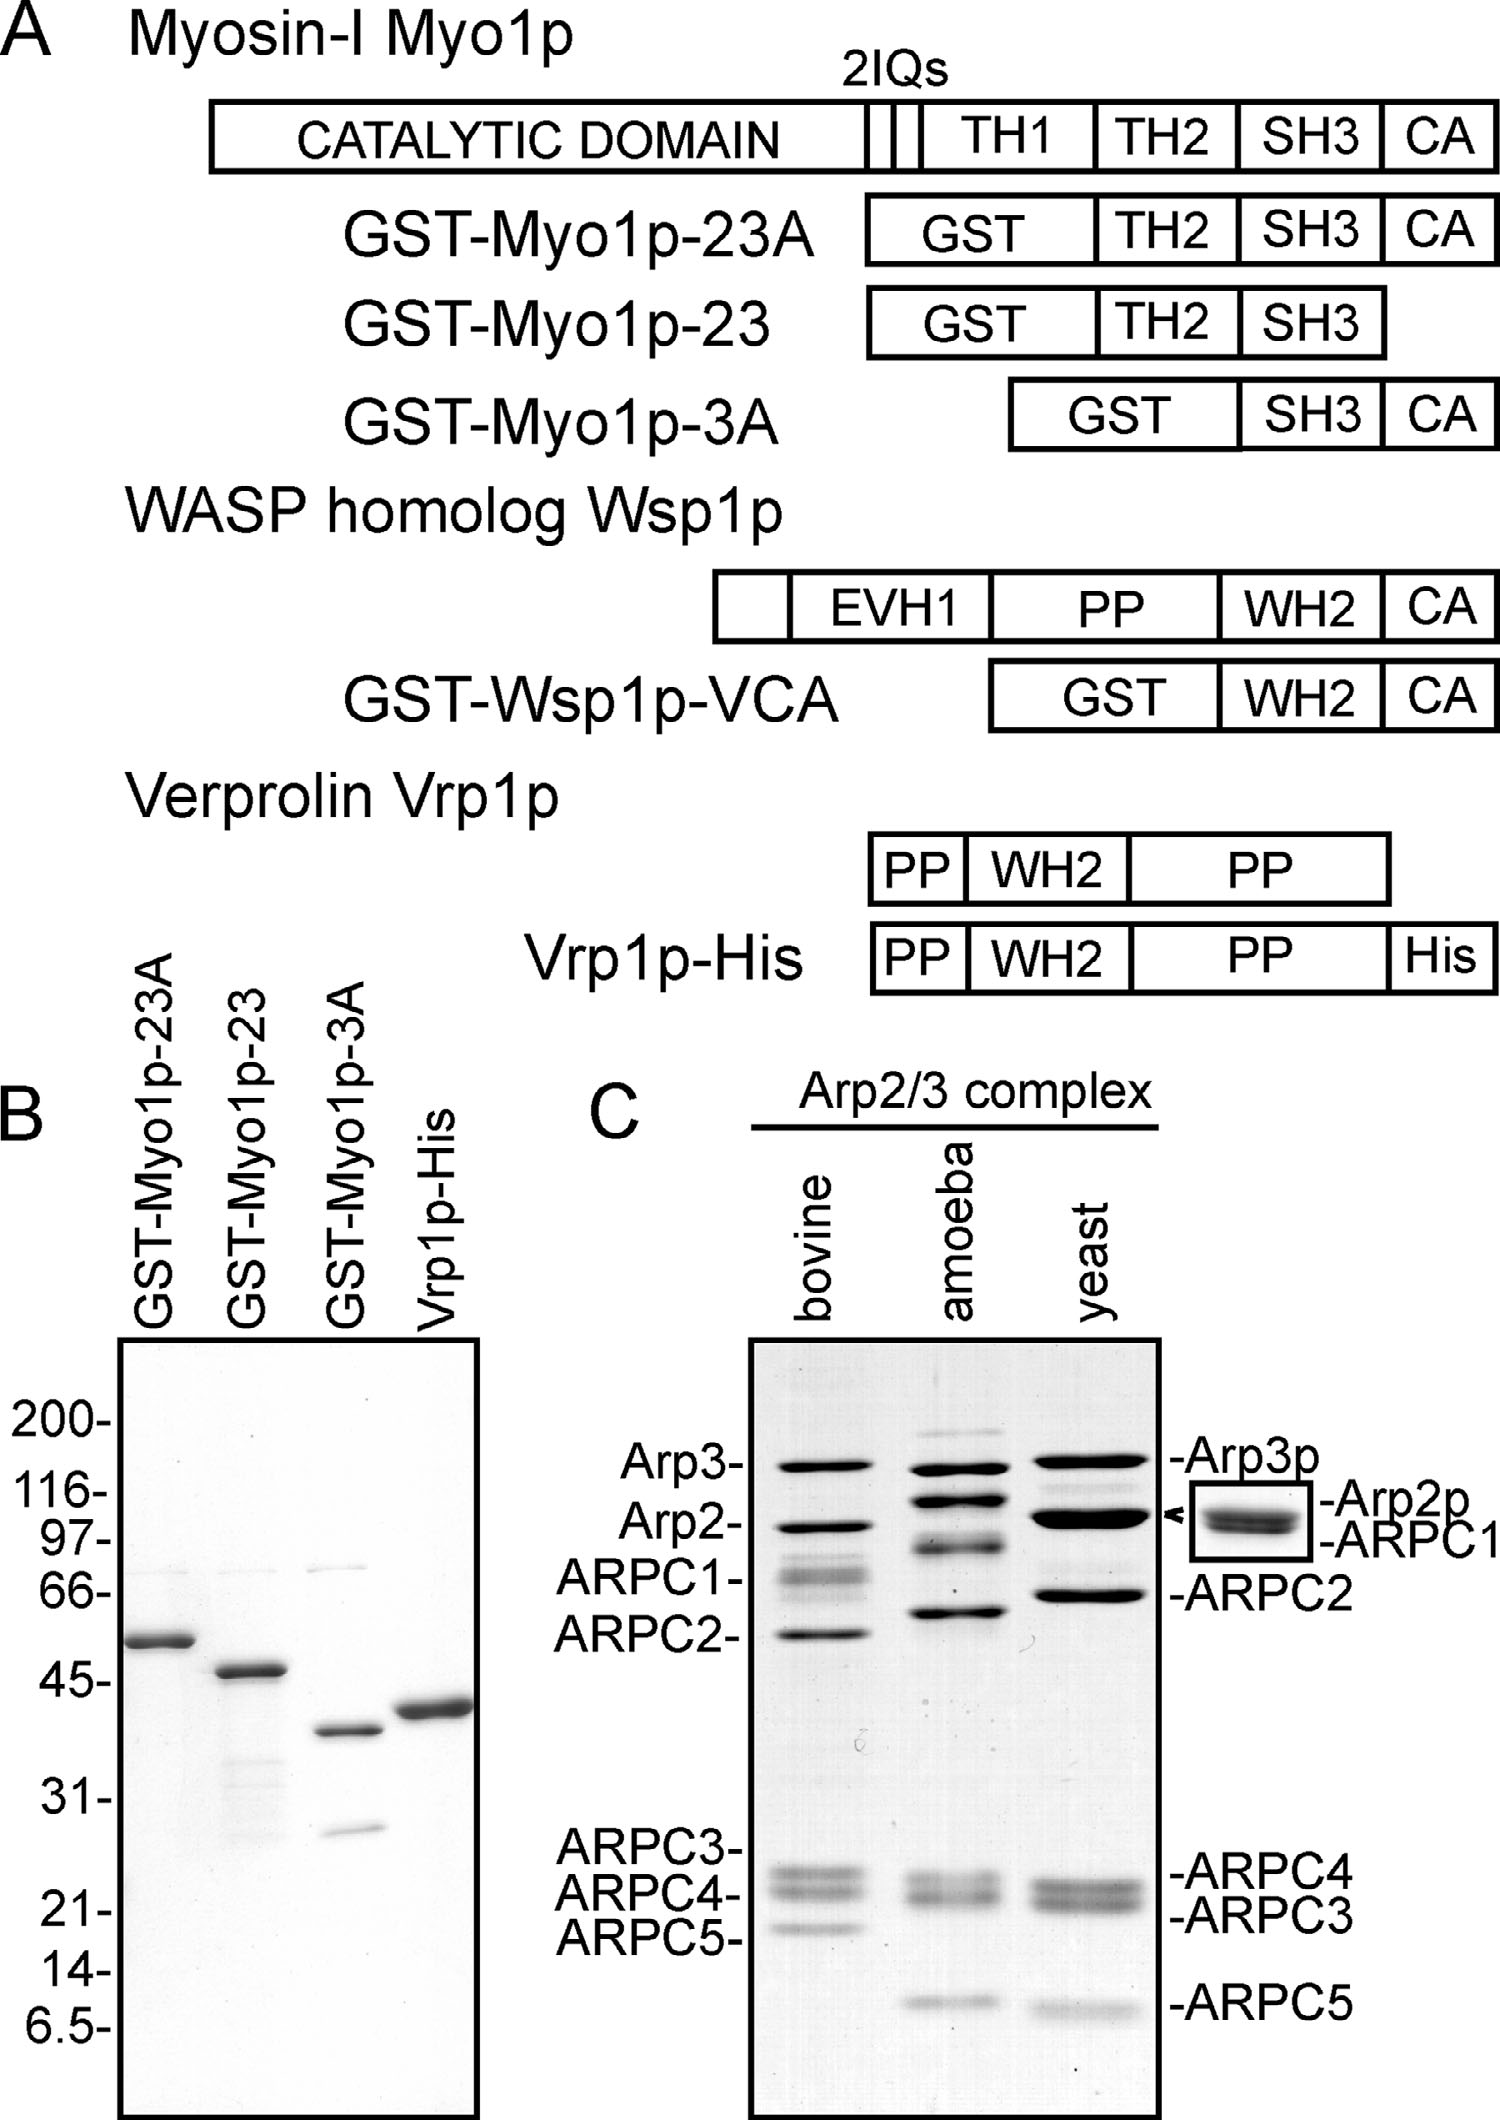 A Myosin-I Myo1p
2IQs
CATALYTIC DOMAIN TH1 TH2 SH3 CA
GST-Myo1p-23A GST TH2 SH3 CA
GST-Myo1p-23 GST TH2 SH3
GST-Myo1p-3A GST SH3 CA
WASP homolog Wsp1p
EVH1 PP WH2 CA
GST-Wsp1p-VCA GST WH2 CA
Verprolin Vrp1p
PP WH2 PP
Vrp1p-His PP WH2 PP His
B
GST-Myo1p-23A
GST-Myo1p-23
GST-Myo1p-3A
Vrp1p-His
200-
116-
97-
66-
45-
31-
21-
14-
6.5-
C
Arp2/3 complex
bovine
amoeba
yeast
Arp3-
Arp2-
ARPC1-
ARPC2-
ARPC3-
ARPC4-
ARPC5-
-Arp3p
-Arp2p
-ARPC1
-ARPC2
-ARPC4
-ARPC3
-ARPC5